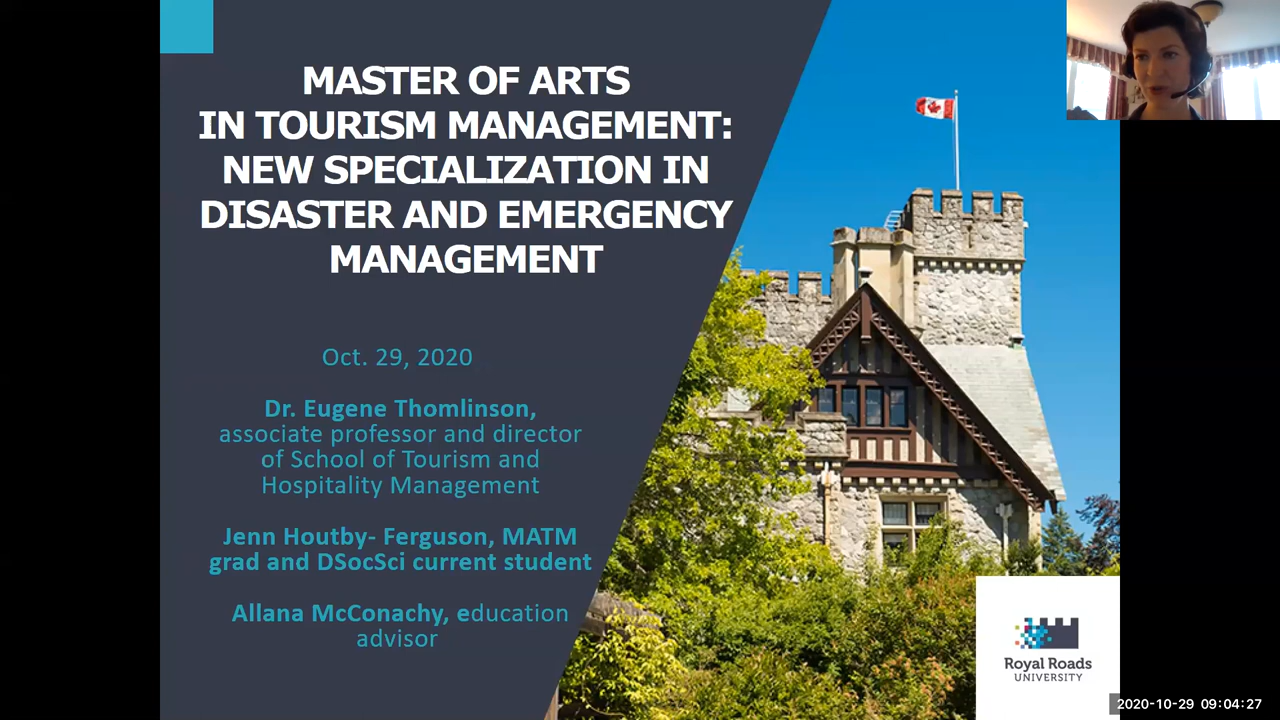 MASTER OF ARTS
IN TOURISM MANAGEMENT:
NEW SPECIALIZATION IN
DISASTER AND EMERGENCY
MANAGEMENT
Oct. 29, 2020
Dr. Eugene Thomlinson,
associate professor and director
of School of Tourism and
Hospitality Management
Jenn Houtby- Ferguson, MATM
grad and DSocSci current student
Allana McConachy, education
advisor
Royal Roads
UNIVERSITY
2020-10-29 09:04:27